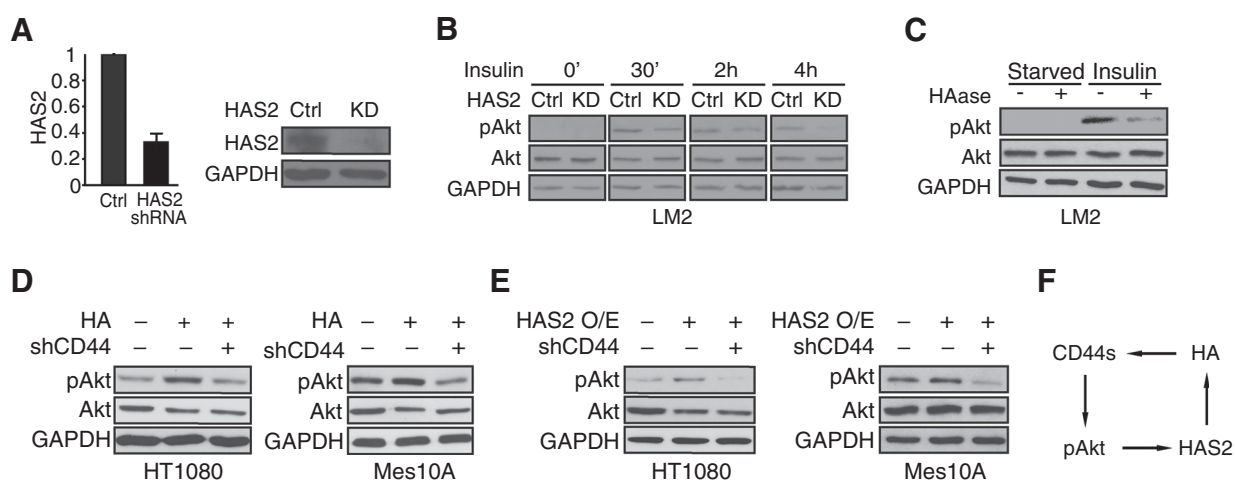 A
HAS2
1
0.8
0.6
0.4
0.2
0
Ctrl HAS2
shRNA
HAS2 Ctrl KD
HAS2
GAPDH
B
Insulin 0’ 30’ 2h 4h
HAS2 Ctrl KD Ctrl KD Ctrl KD Ctrl KD
pAkt
Akt
GAPDH
LM2
C
Starved Insulin
HAase - + - +
pAkt
Akt
GAPDH
LM2
D
HA – + +
shCD44 – – +
pAkt
Akt
GAPDH
HT1080
HA – + +
shCD44 – – +
pAkt
Akt
GAPDH
Mes10A
E
HAS2 O/E – + +
shCD44 – – +
pAkt
Akt
GAPDH
HT1080
HAS2 O/E – + +
shCD44 – – +
pAkt
Akt
GAPDH
Mes10A
F
CD44s HA
pAkt HAS2